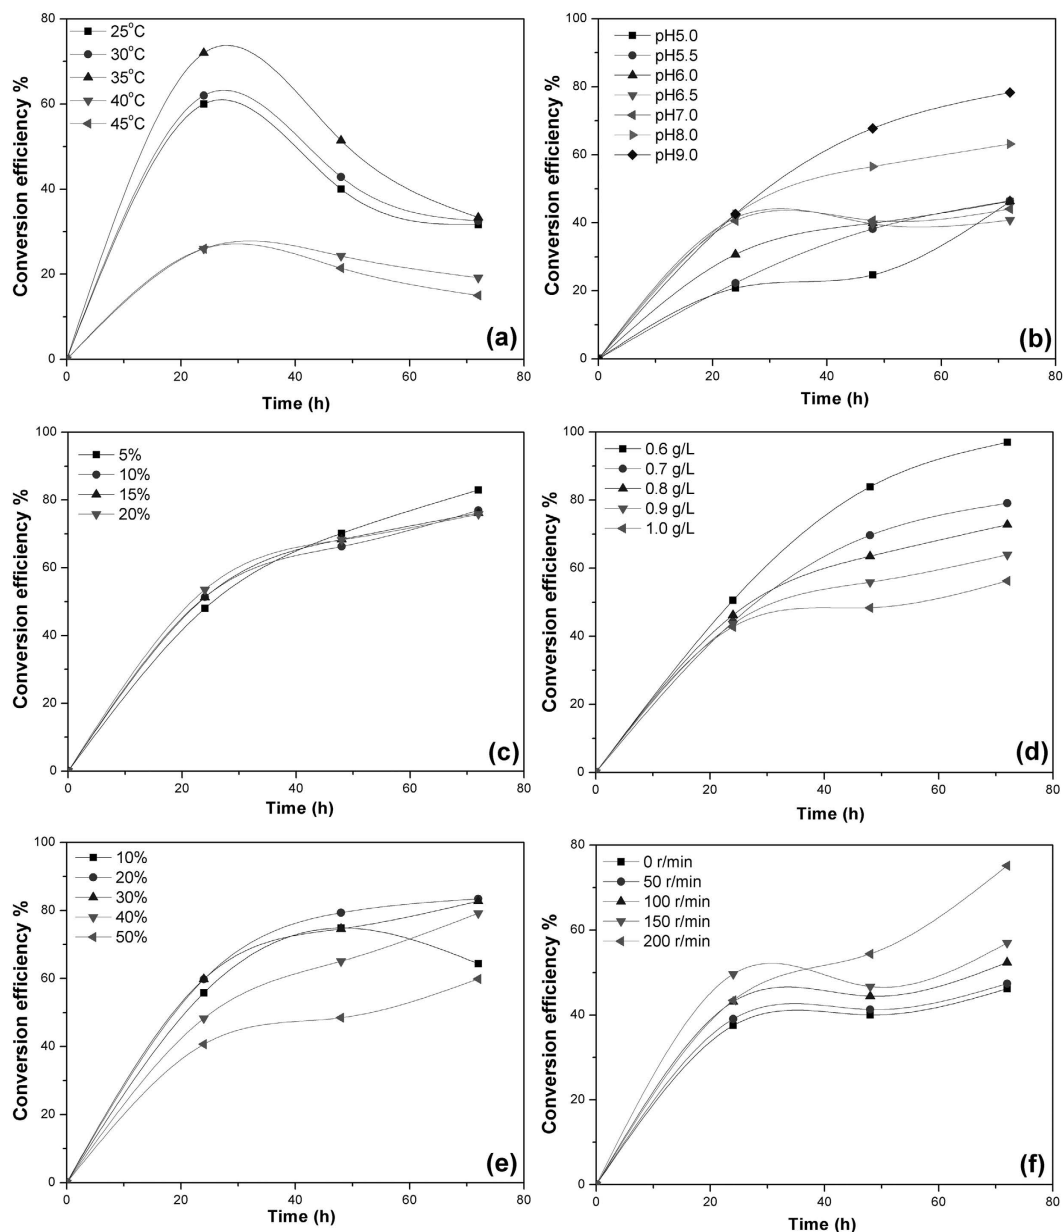 80
60
40
20
0
Conversion efficiency %
25°C
30°C
35°C
40°C
45°C
(a)
0 20 40 60 80
Time (h)
100
80
60
40
20
0
Conversion efficiency %
pH5.0
pH5.5
pH6.0
pH6.5
pH7.0
pH8.0
pH9.0
(b)
0 20 40 60 80
Time (h)
100
80
60
40
20
0
Conversion efficiency %
5%
10%
15%
20%
(c)
0 20 40 60 80
Time (h)
100
80
60
40
20
0
Conversion efficiency %
0.6 g/L
0.7 g/L
0.8 g/L
0.9 g/L
1.0 g/L
(d)
0 20 40 60 80
Time (h)
100
80
60
40
20
0
Conversion efficiency %
10%
20%
30%
40%
50%
(e)
0 20 40 60 80
Time (h)
80
60
40
20
0
Conversion efficiency %
0 r/min
50 r/min
100 r/min
150 r/min
200 r/min
(f)
0 20 40 60 80
Time (h)